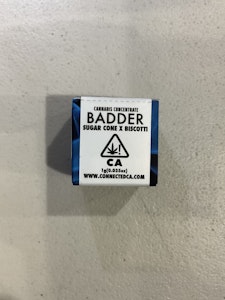 CANNABIS CONCENTRATE
BADDER
SUGAR CONE X BISCOTTI
CA
1g(0.035oz)
WWW.CONNECTEDCA.COM